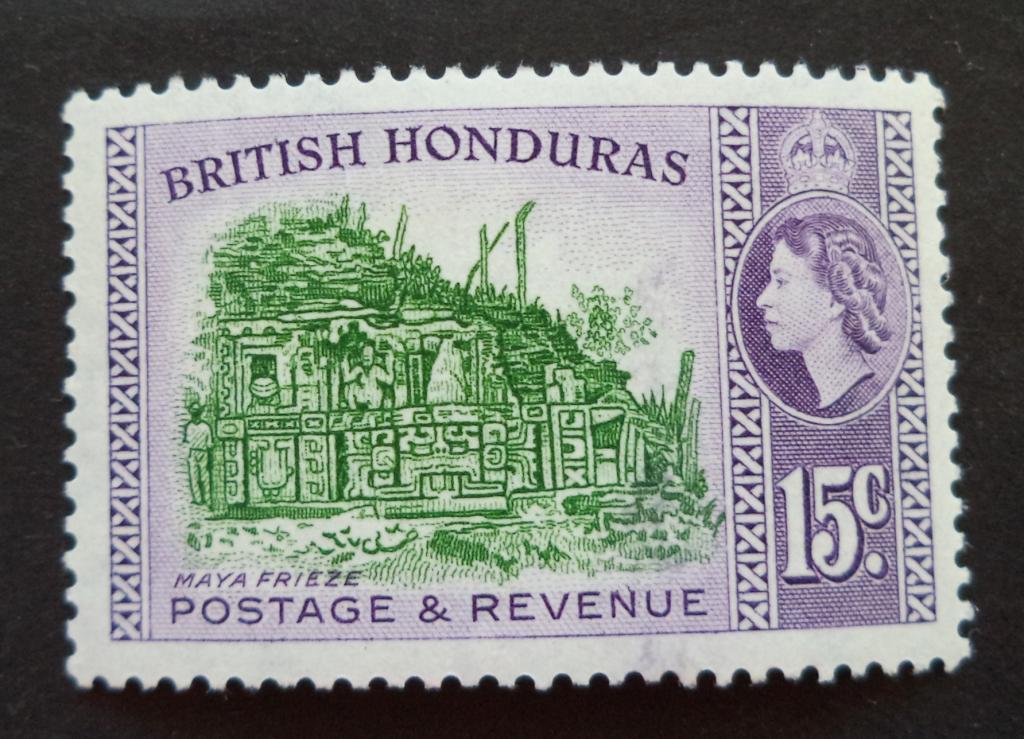 BRITISH HONDURAS
15c.
MAYA FRIEZE
POSTAGE & REVENUE